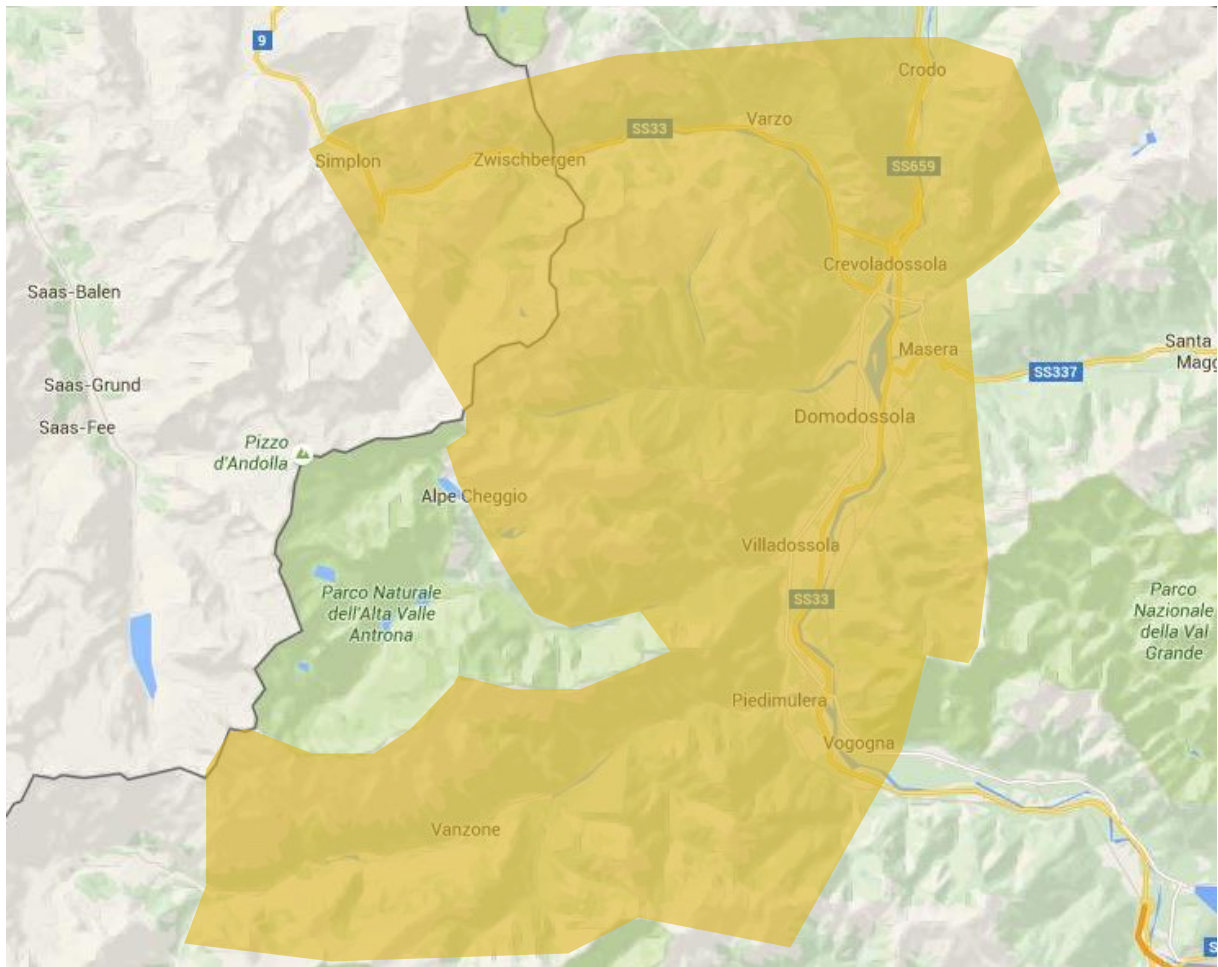 9
Crodo
Varzo
SS33
Simplon
Zwischbergen
SS659
Crevoladossola
Saas-Balen
Santa
Magg
Masera
SS337
Saas-Grund
Domodossola
Saas-Fee
Pizzo
d'Andolla
Alpe Cheggio
Villadossola
Parco Naturale
dell'Alta Valle
Antrona
SS33
Parco
Nazionale
della Val
Grande
Piedimulera
Vogogna
Vanzone
S